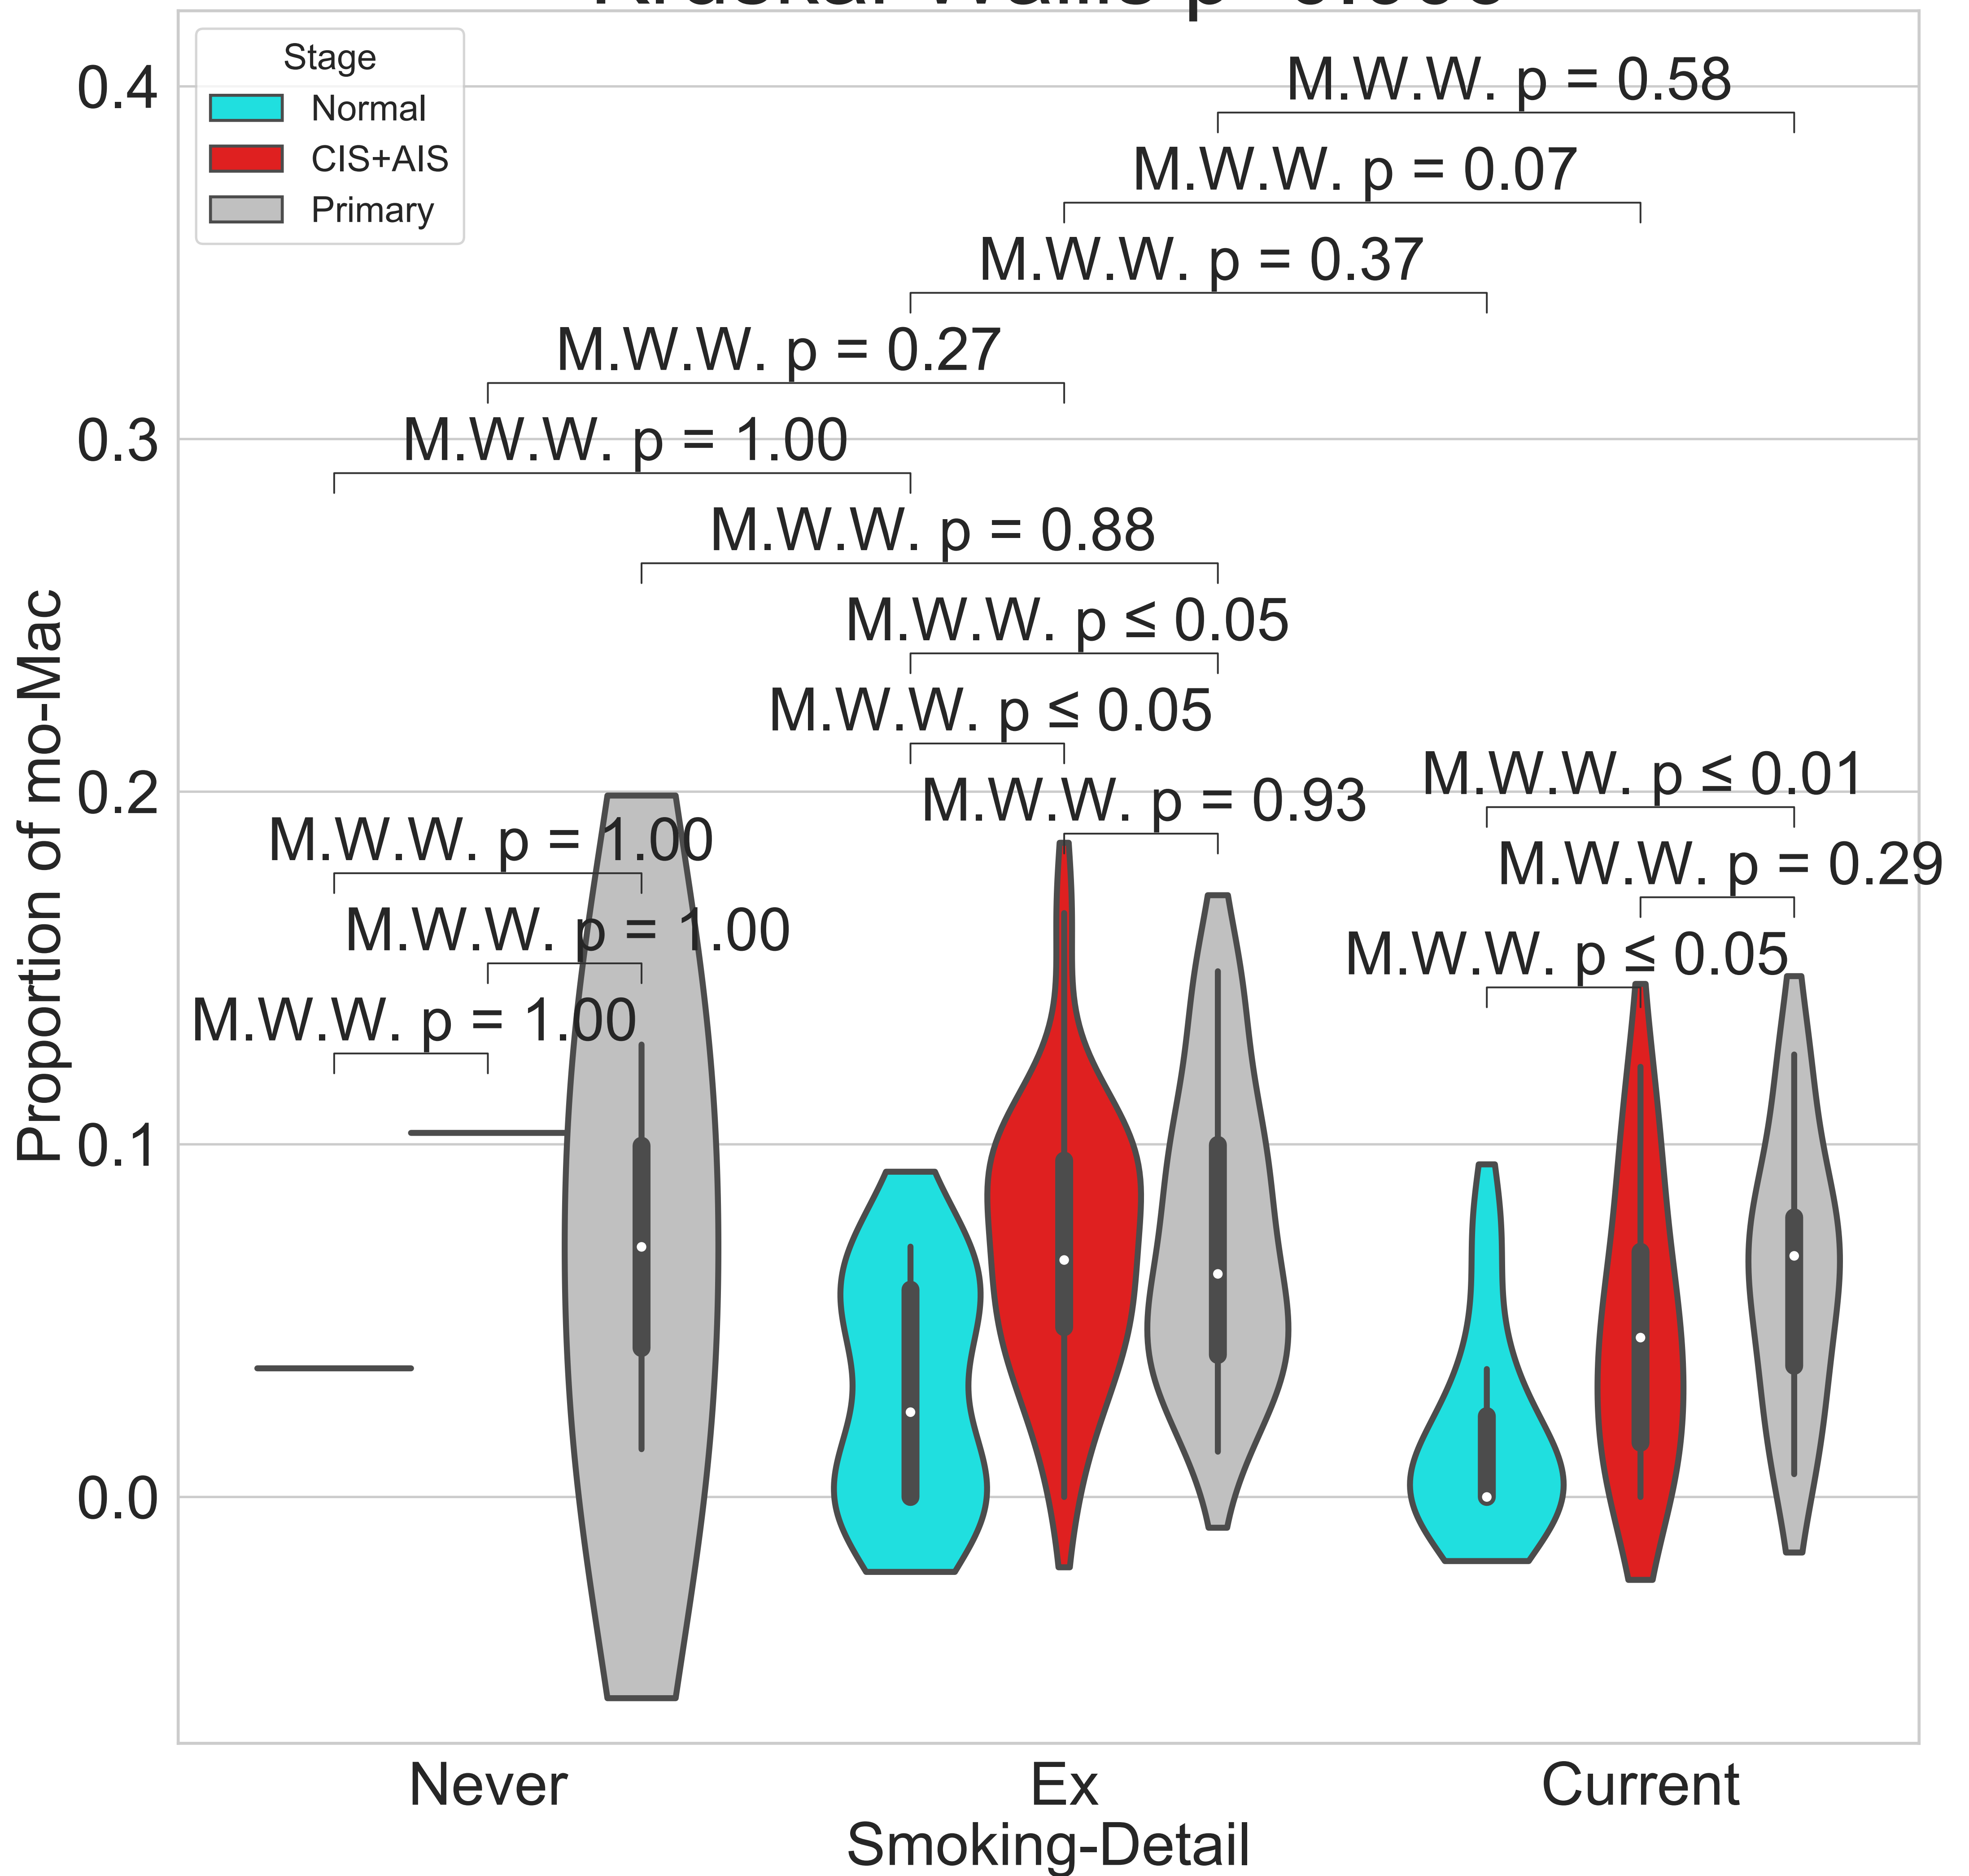 Stage
Normal
CIS+AIS
Primary
0.4
0.3
0.2
0.1
0.0
Proportion of mo-Mac
M.W.W. p = 0.58
M.W.W. p = 0.07
M.W.W. p = 0.37
M.W.W. p = 0.27
M.W.W. p = 1.00
M.W.W. p = 0.88
M.W.W. p ≤ 0.05
M.W.W. p ≤ 0.05
M.W.W. p = 0.93
M.W.W. p ≤ 0.01
M.W.W. p = 1.00
M.W.W. p = 0.29
M.W.W. p = 1.00
M.W.W. p ≤ 0.05
M.W.W. p = 1.00
Never
Ex
Current
Smoking-Detail